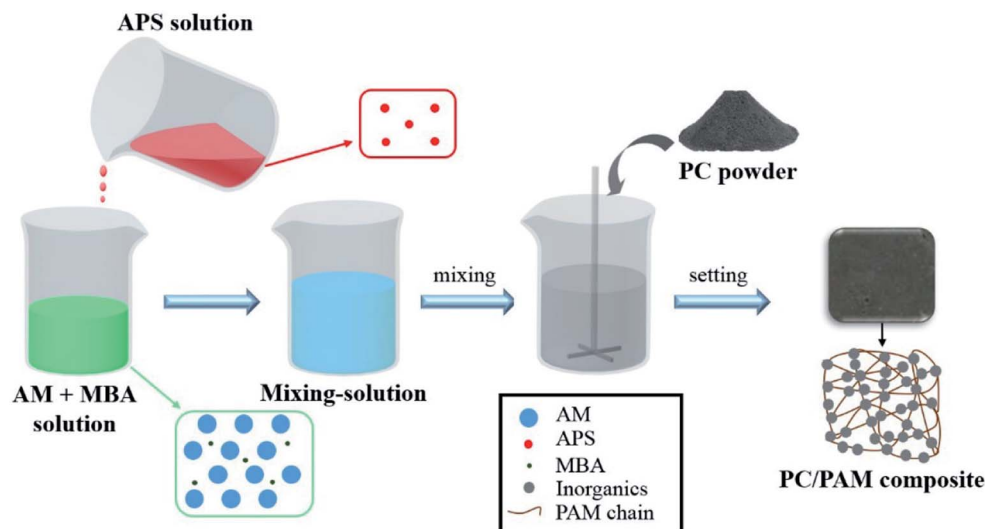 APS solution
PC powder
mixing
setting
AM + MBA
solution
Mixing-solution
AM
APS
MBA
Inorganics
PAM chain
PC/PAM composite